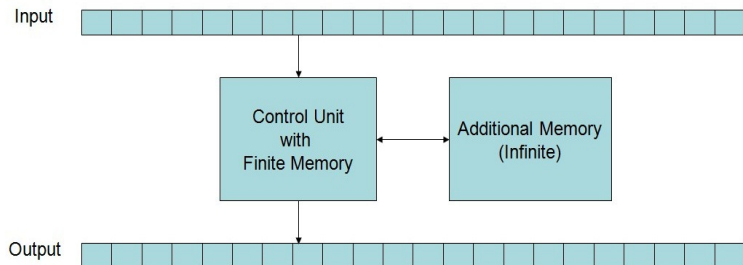 Input
Control Unit
with
Finite Memory
Additional Memory
(Infinite)
Output